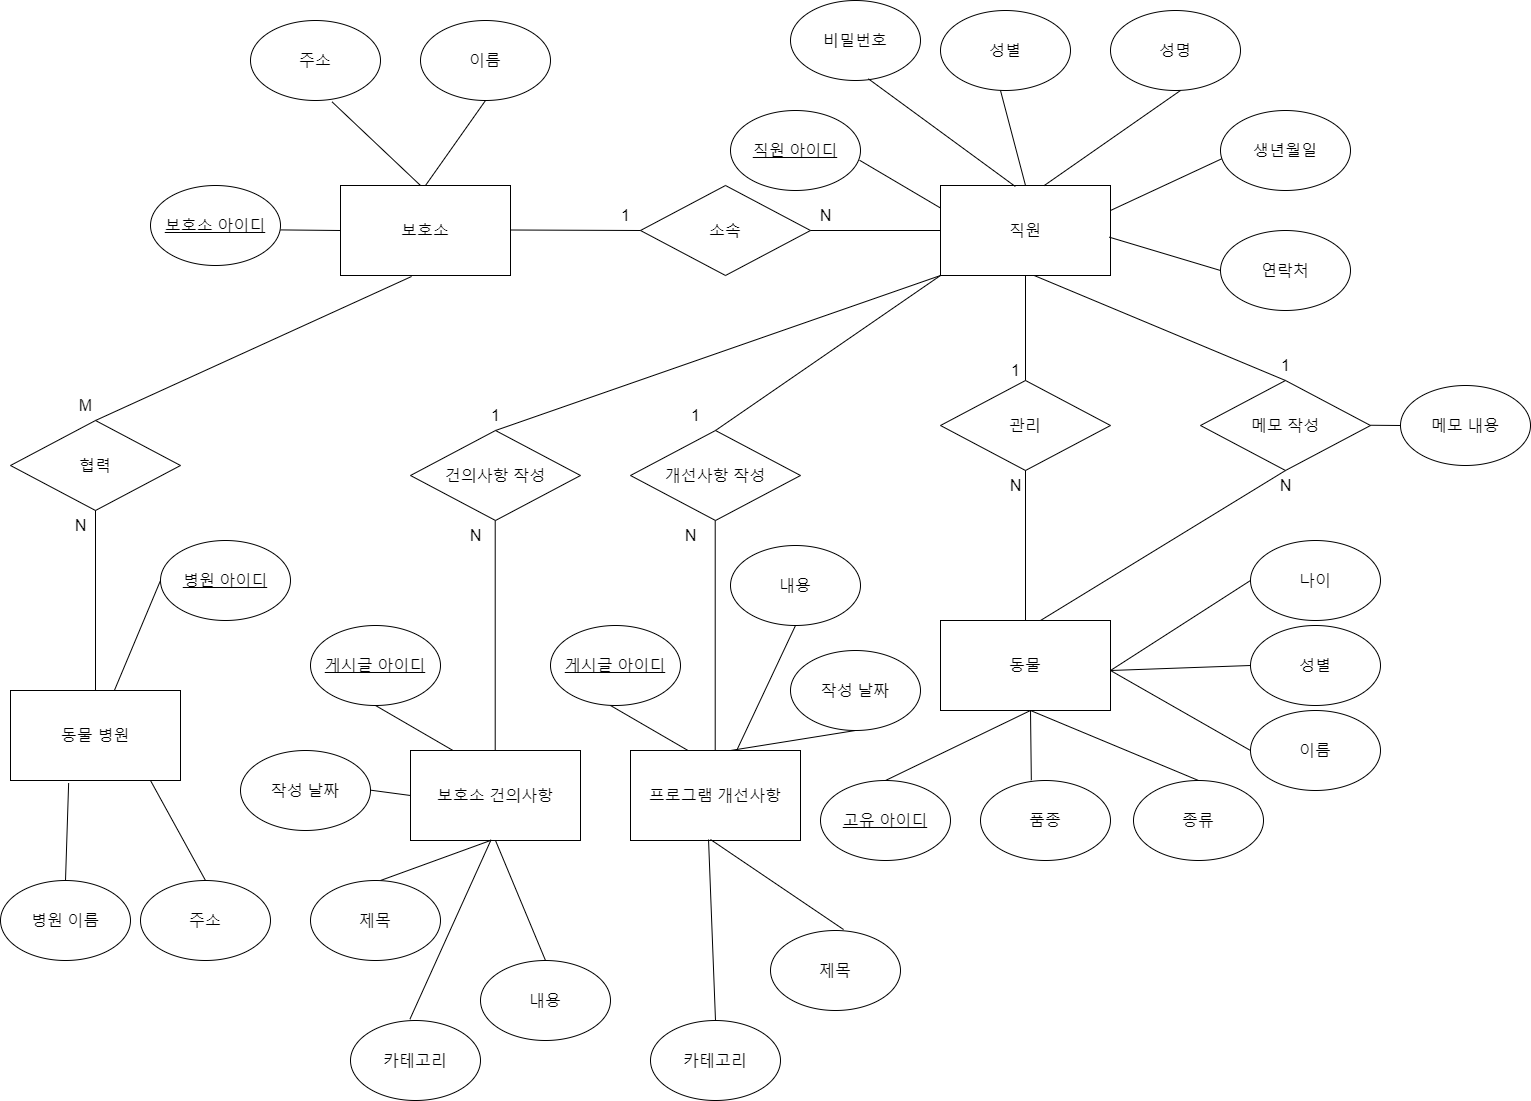 비밀번호
성별
성명
주소
이름
직원 아이디
생년월일
보호소 아이디
보호소
1
소속
N
직원
연락처
M
협력
N
1
건의사항 작성
N
1
개선사항 작성
N
1
관리
N
1
메모 작성
N
메모 내용
병원 아이디
동물 병원
병원 이름
주소
게시글 아이디
작성 날짜
보호소 건의사항
제목
내용
카테고리
게시글 아이디
내용
작성 날짜
프로그램 개선사항
제목
카테고리
나이
동물
성별
이름
고유 아이디
품종
종류